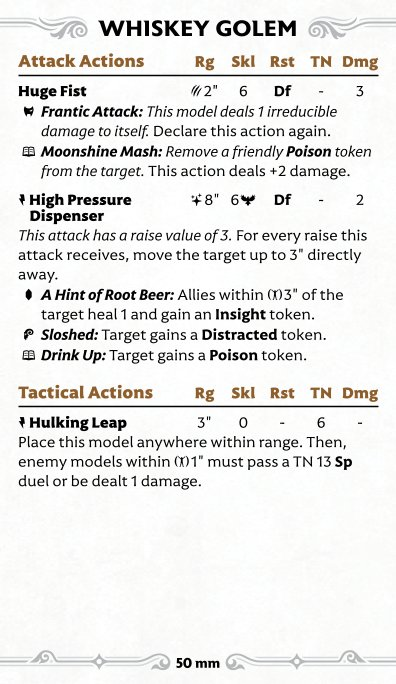 WHISKEY GOLEM
Attack Actions Rg Skl Rst TN Dmg
Huge Fist 2" 6 Df - 3
Frantic Attack: This model deals 1 irreducible
damage to itself. Declare this action again.
Moonshine Mash: Remove a friendly Poison token
from the target. This action deals +2 damage.
High Pressure 8" 6 Df - 2
Dispenser
This attack has a raise value of 3. For every raise this
attack receives, move the target up to 3" directly
away.
A Hint of Root Beer: Allies within 3" of the
target heal 1 and gain an Insight token.
Sloshed: Target gains a Distracted token.
Drink Up: Target gains a Poison token.
Tactical Actions Rg Skl Rst TN Dmg
Hulking Leap 3" 0 - 6 -
Place this model anywhere within range. Then,
enemy models within 1" must pass a TN 13 Sp
duel or be dealt 1 damage.
50 mm